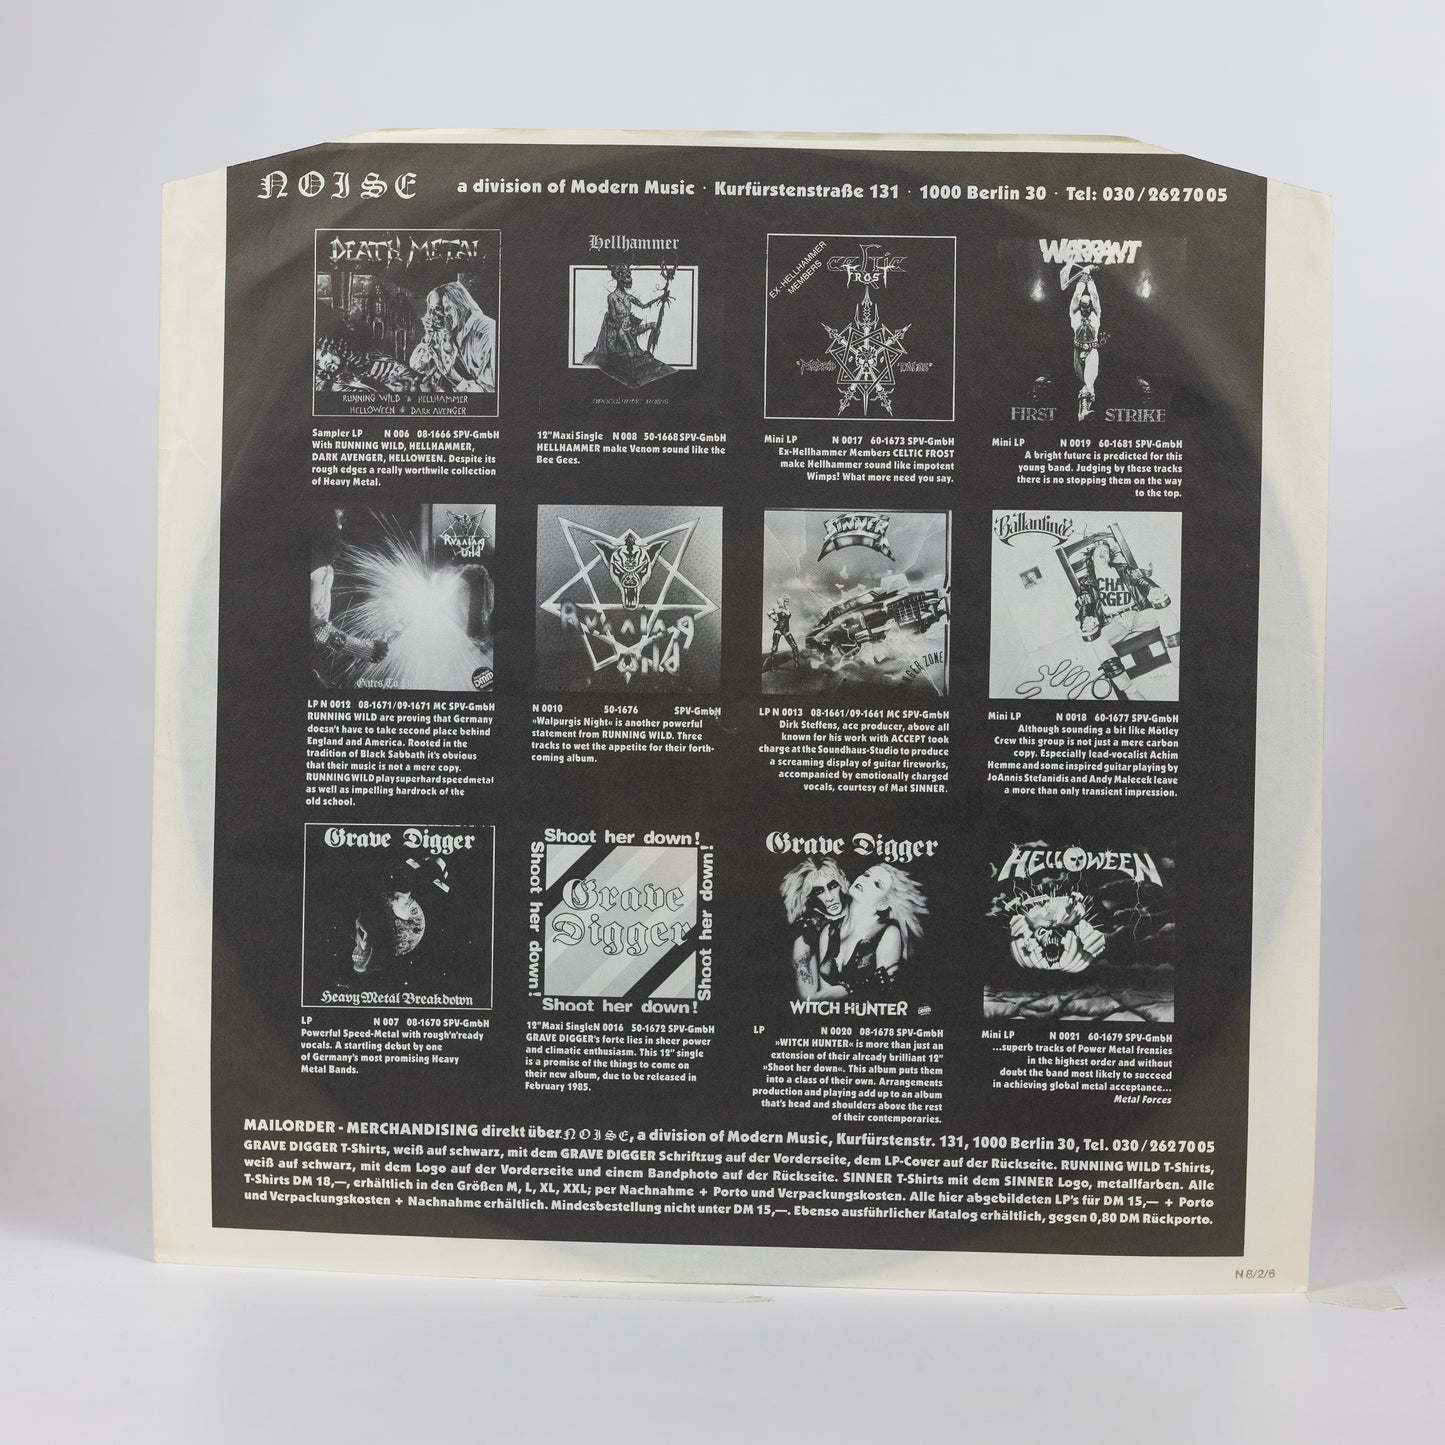 NOISE a division of Modern Music · Kurfürstenstraße 131 · 1000 Berlin 30 · Tel: 030/2627005
DEATH METAL
RUNNING WILD HELLHAMMER
HELLOWEEN DARK AVENGER
Sampler LP N 006 08-1666 SPV-GmbH
With RUNNING WILD, HELLHAMMER,
DARK AVENGER, HELLOWEEN. Despite its
rough edges a really worthwile collection
of Heavy Metal.
Hellhammer
apocalyptic raids
12" Maxi Single N 008 50-1668 SPV-GmbH
HELLHAMMER make Venom sound like the
Bee Gees.
EX-HELLHAMMER
MEMBERS
celtic
FROST
"MORBID TALES"
Mini LP N 0017 60-1673 SPV-GmbH
Ex-Hellhammer Members CELTIC FROST
make Hellhammer sound like impotent
Wimps! What more need you say.
WARRANT
FIRST STRIKE
Mini LP N 0019 60-1681 SPV-GmbH
A bright future is predicted for this
young band. Judging by these tracks
there is no stopping them on the way
to the top.
Running
Wild
Gates To
DMM
LP N 0012 08-1671/09-1671 MC SPV-GmbH
RUNNING WILD are proving that Germany
doesn't have to take second place behind
England and America. Rooted in the
tradition of Black Sabbath it's obvious
that their music is not a mere copy.
RUNNING WILD play superhard speedmetal
as well as impelling hardrock of the
old school.
Running
Wild
N 0010 50-1676 SPV-GmbH
»Walpurgis Night« is another powerful
statement from RUNNING WILD. Three
tracks to wet the appetite for their forth-
coming album.
SINNER
GER ZONE
LP N 0013 08-1661/09-1661 MC SPV-GmbH
Dirk Steffens, ace producer, above all
known for his work with ACCEPT took
charge at the Soundhaus-Studio to produce
a screaming display of guitar fireworks,
accompanied by emotionally charged
vocals, courtesy of Mat SINNER.
Ballantinez
CHA
RGED
Mini LP N 0018 60-1677 SPV-GmbH
Although sounding a bit like Mötley
Crew this group is not just a mere carbon
copy. Especially lead-vocalist Achim
Hemme and some inspired guitar playing by
JoAnnis Stefanidis and Andy Malecek leave
a more than only transient impression.
Grave Digger
Heavy Metal Breakdown
LP N 007 08-1670 SPV-GmbH
Powerful Speed-Metal with rough'n'ready
vocals. A startling debut by one
of Germany's most promising Heavy
Metal Bands.
Shoot her down!
Shoot her down!
Grave
Digger
Shoot her down!
Shoot her down!
12" Maxi Single N 0016 50-1672 SPV-GmbH
GRAVE DIGGER's forte lies in sheer power
and climatic enthusiasm. This 12" single
is a promise of the things to come on
their new album, due to be released in
February 1985.
Grave Digger
WITCH HUNTER
LP N 0020 08-1678 SPV-GmbH
»WITCH HUNTER« is more than just an
extension of their already brilliant 12"
»Shoot her down«. This album puts them
into a class of their own. Arrangements
production and playing add up to an album
that's head and shoulders above the rest
of their contemporaries.
HELLOWEEN
Mini LP N 0021 60-1679 SPV-GmbH
...superb tracks of Power Metal frenzies
in the highest order and without
doubt the band most likely to succeed
in achieving global metal acceptance...
Metal Forces
MAILORDER - MERCHANDISING direkt über NOISE, a division of Modern Music, Kurfürstenstr. 131, 1000 Berlin 30, Tel. 030/2627005
GRAVE DIGGER T-Shirts, weiß auf schwarz, mit dem GRAVE DIGGER Schriftzug auf der Vorderseite, dem LP-Cover auf der Rückseite. RUNNING WILD T-Shirts,
weiß auf schwarz, mit dem Logo auf der Vorderseite und einem Bandphoto auf der Rückseite. SINNER T-Shirts mit dem SINNER Logo, metallfarben. Alle
T-Shirts DM 18,—, erhältlich in den Größen M, L, XL, XXL; per Nachnahme + Porto und Verpackungskosten. Alle hier abgebildeten LP's für DM 15,— + Porto
und Verpackungskosten + Nachnahme erhältlich. Mindesbestellung nicht unter DM 15,—. Ebenso ausführlicher Katalog erhältlich, gegen 0,80 DM Rückporto.
N 8/2/6